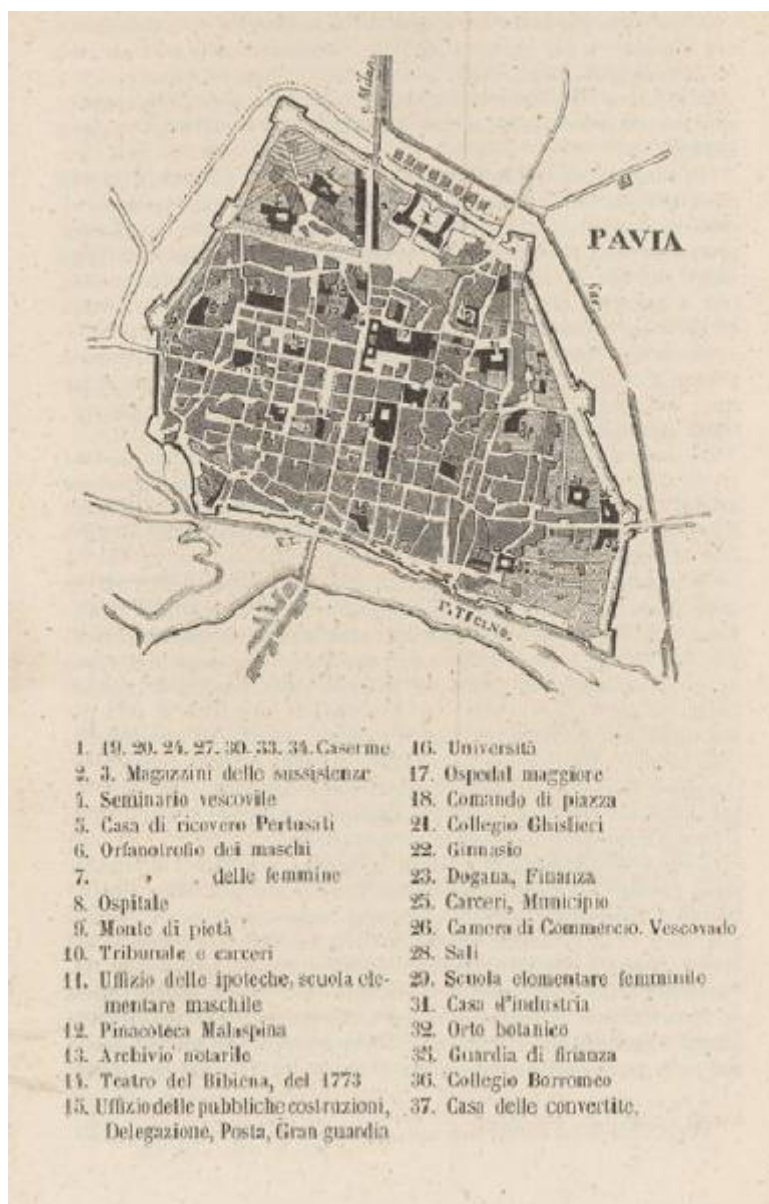 a Milan
PAVIA
F. TICINO.
1. 19. 20. 24. 27. 30. 33. 34. Caserme
2. 3. Magazzini delle sussistenze
4. Seminario vescovile
5. Casa di ricovero Pertusati
6. Orfanotrofio dei maschi
7. » . delle femmine
8. Ospitale
9. Monte di pietà
10. Tribunale e carceri
11. Uffizio delle ipoteche, scuola ele-
mentare maschile
12. Pinacoteca Malaspina
13. Archivio notarile
14. Teatro del Bibiena, del 1773
15. Uffizio delle pubbliche costruzioni,
Delegazione, Posta, Gran guardia
16. Università
17. Ospedal maggiore
18. Comando di piazza
21. Collegio Ghislieri
22. Ginnasio
23. Dogana, Finanza
25. Carceri, Municipio
26. Camera di Commercio. Vescovado
28. Sali
29. Scuola elementare femminile
31. Casa d'industria
32. Orto botanico
35. Guardia di finanza
36. Collegio Borromeo
37. Casa delle convertite.